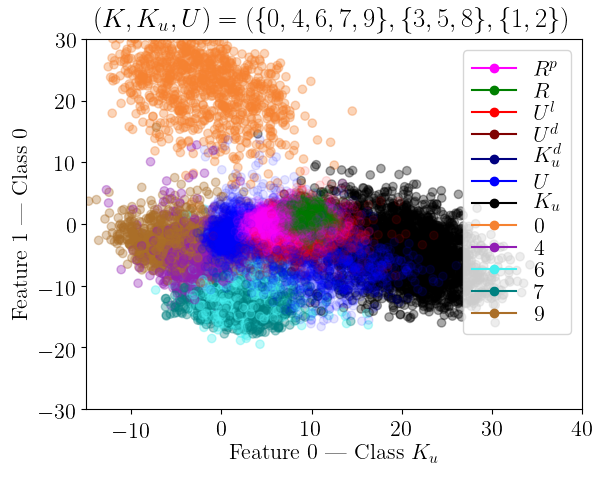 (K, K_u, U) = ({0, 4, 6, 7, 9}, {3, 5, 8}, {1, 2})
30
20
10
0
−10
−20
−30
Feature 1 — Class 0
−10
0
10
20
30
40
Feature 0 — Class K_u
R^p
R
U^l
U^d
K_u^d
U
K_u
0
4
6
7
9